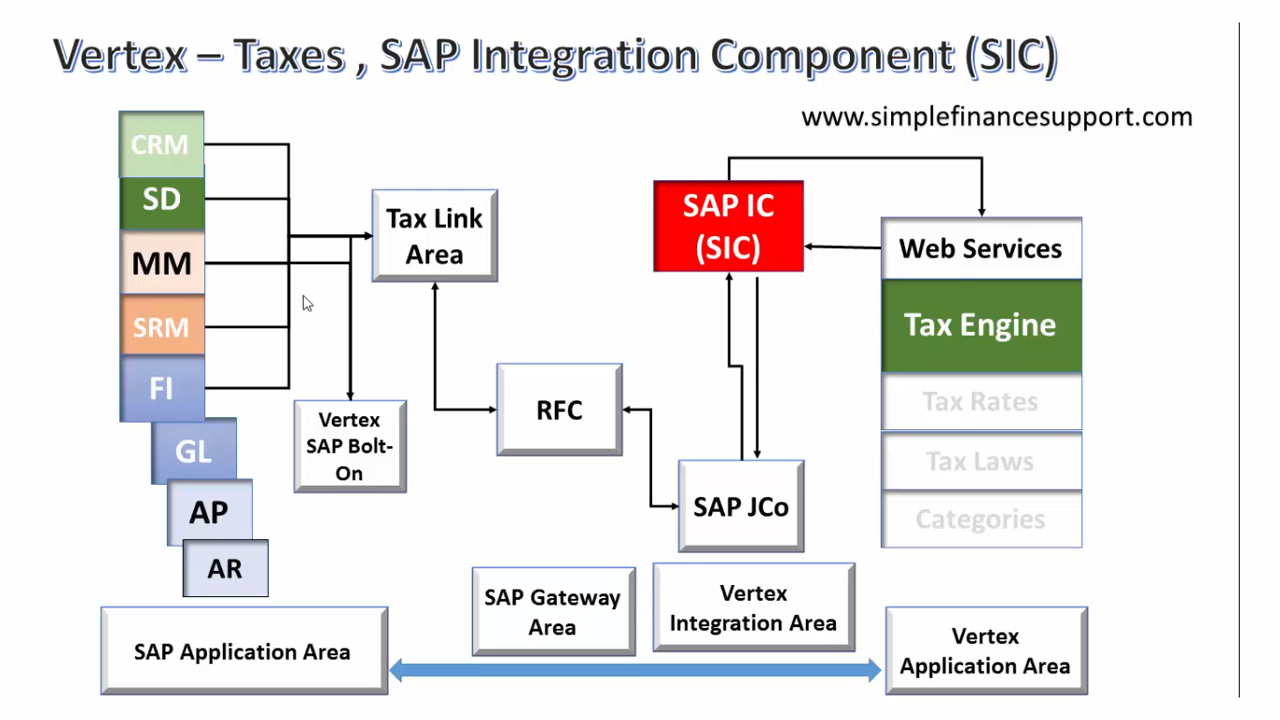 Vertex – Taxes , SAP Integration Component (SIC)
www.simplefinancesupport.com
CRM
SD
MM
SRM
FI
GL
AP
AR
Tax Link
Area
Vertex
SAP Bolt-
On
RFC
SAP IC
(SIC)
SAP JCo
Web Services
Tax Engine
Tax Rates
Tax Laws
Categories
SAP Application Area
SAP Gateway
Area
Vertex
Integration Area
Vertex
Application Area